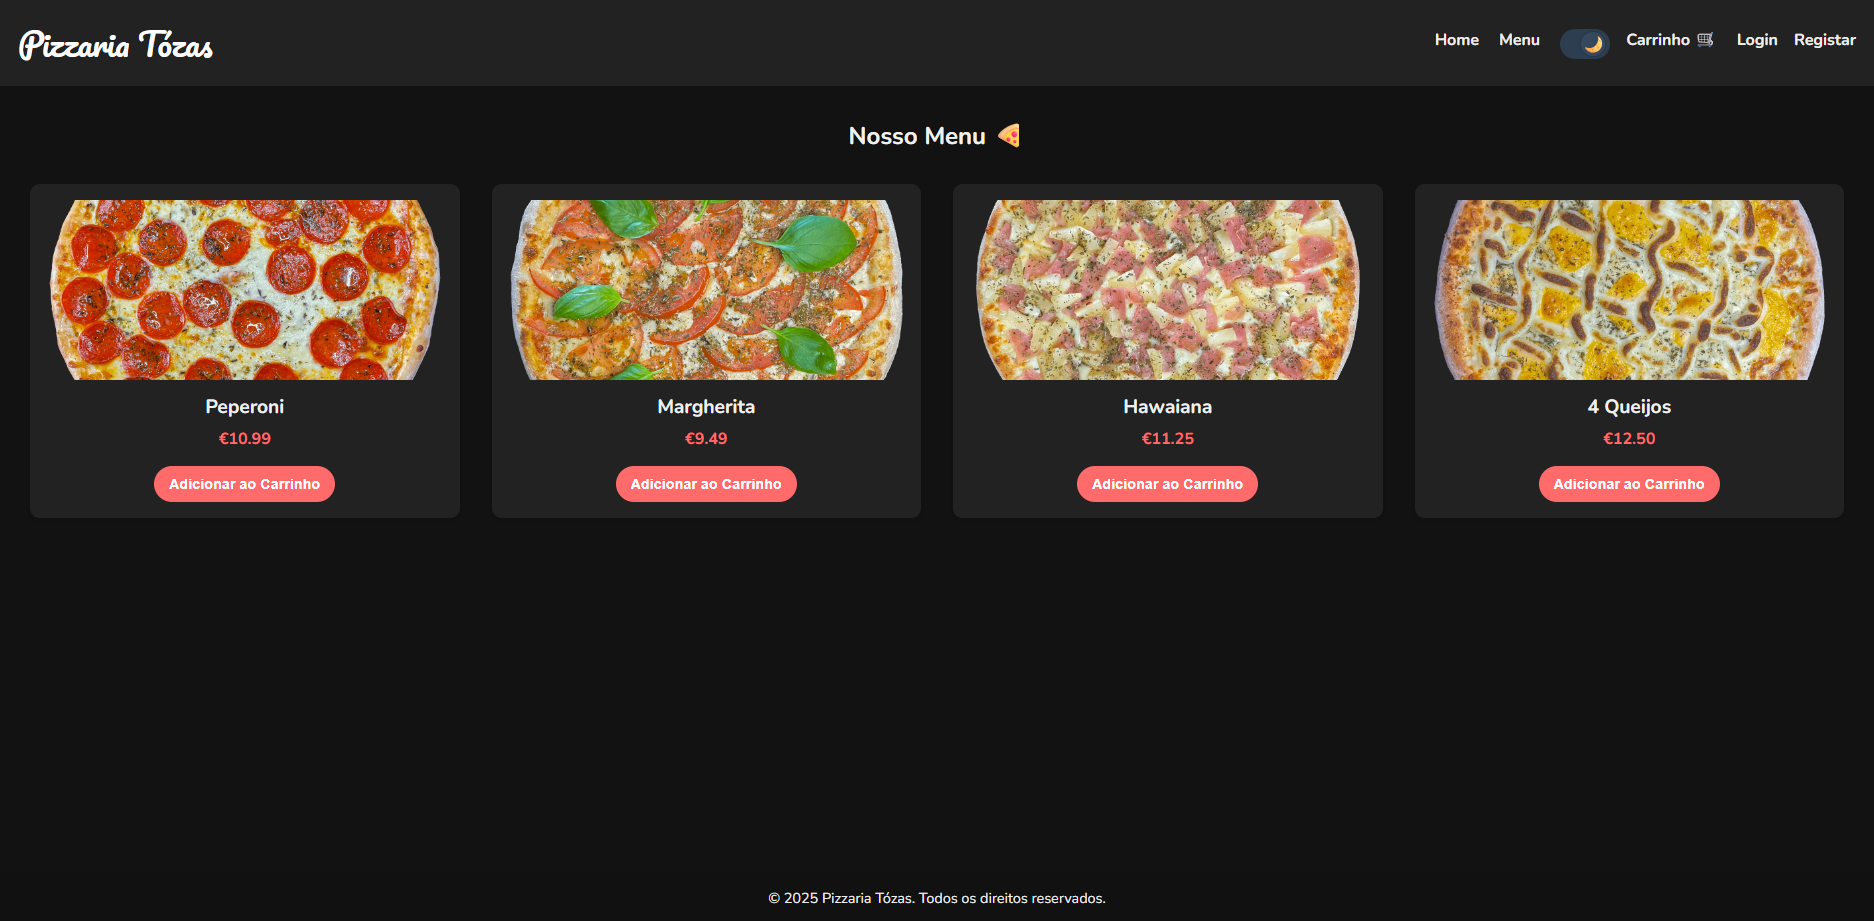 Pizzaria Tózas
Home Menu Carrinho Login Registar
Nosso Menu
Peperoni
€10.99
Adicionar ao Carrinho
Margherita
€9.49
Adicionar ao Carrinho
Hawaiana
€11.25
Adicionar ao Carrinho
4 Queijos
€12.50
Adicionar ao Carrinho
© 2025 Pizzaria Tózas. Todos os direitos reservados.